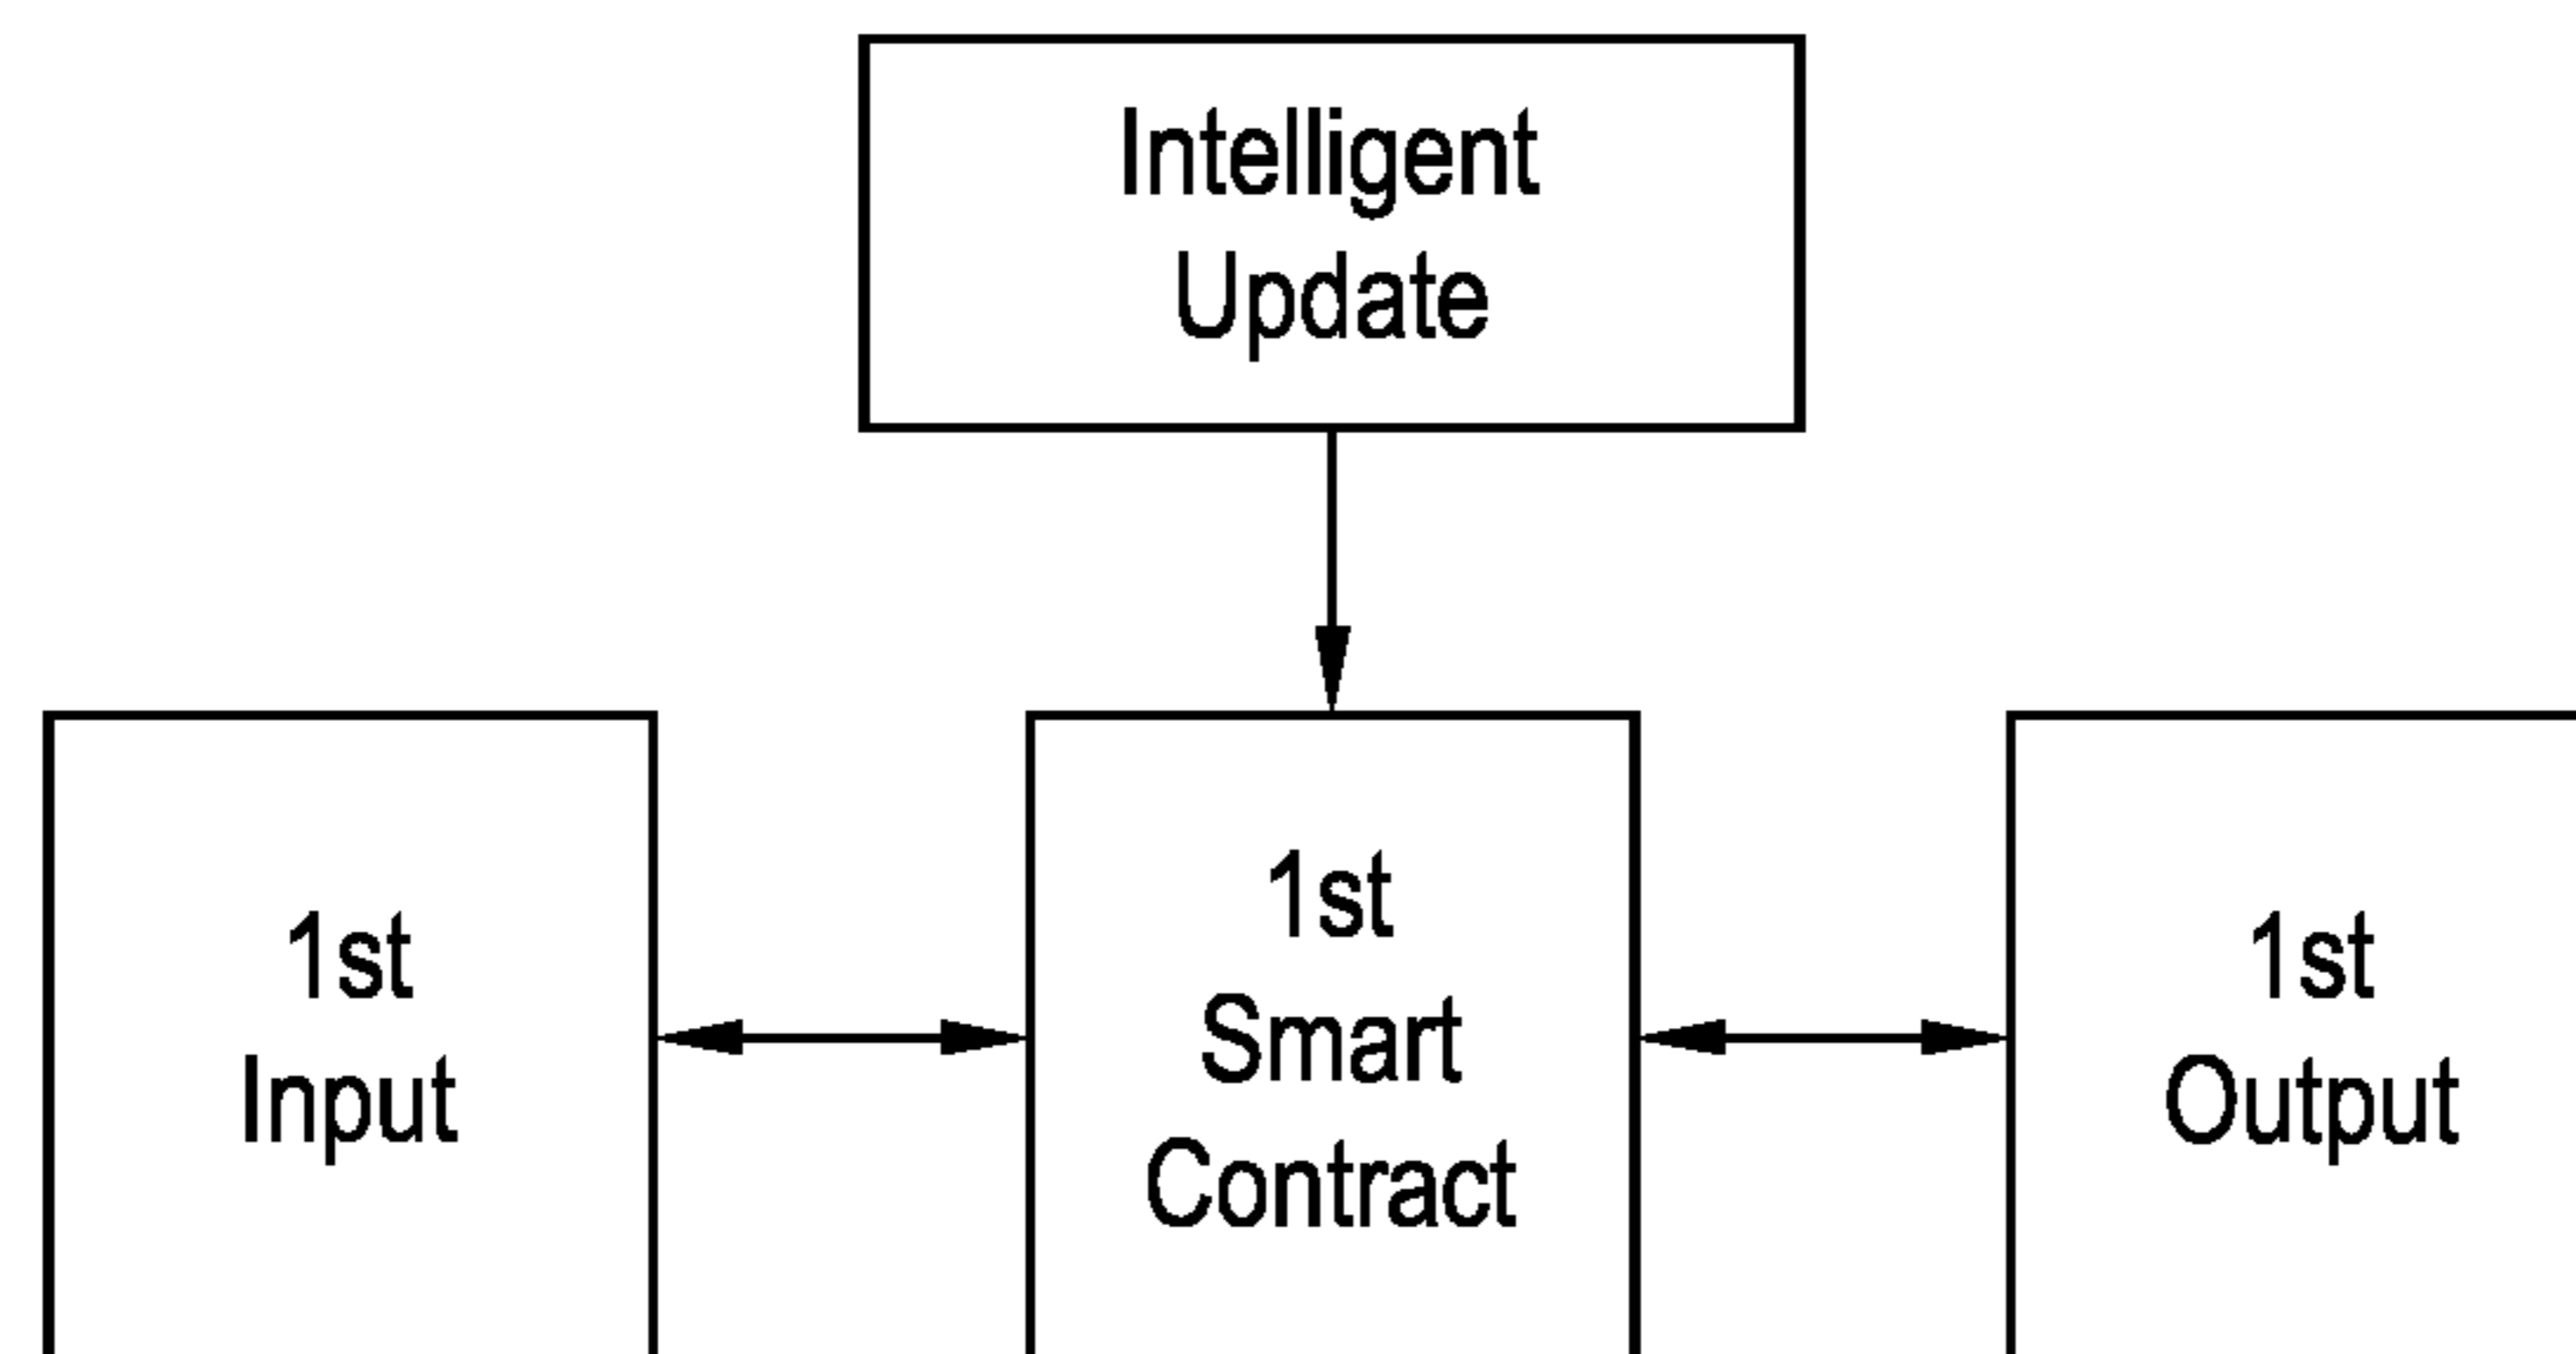 Intelligent
Update
1st
Input
1st
Smart
Contract
1st
Output